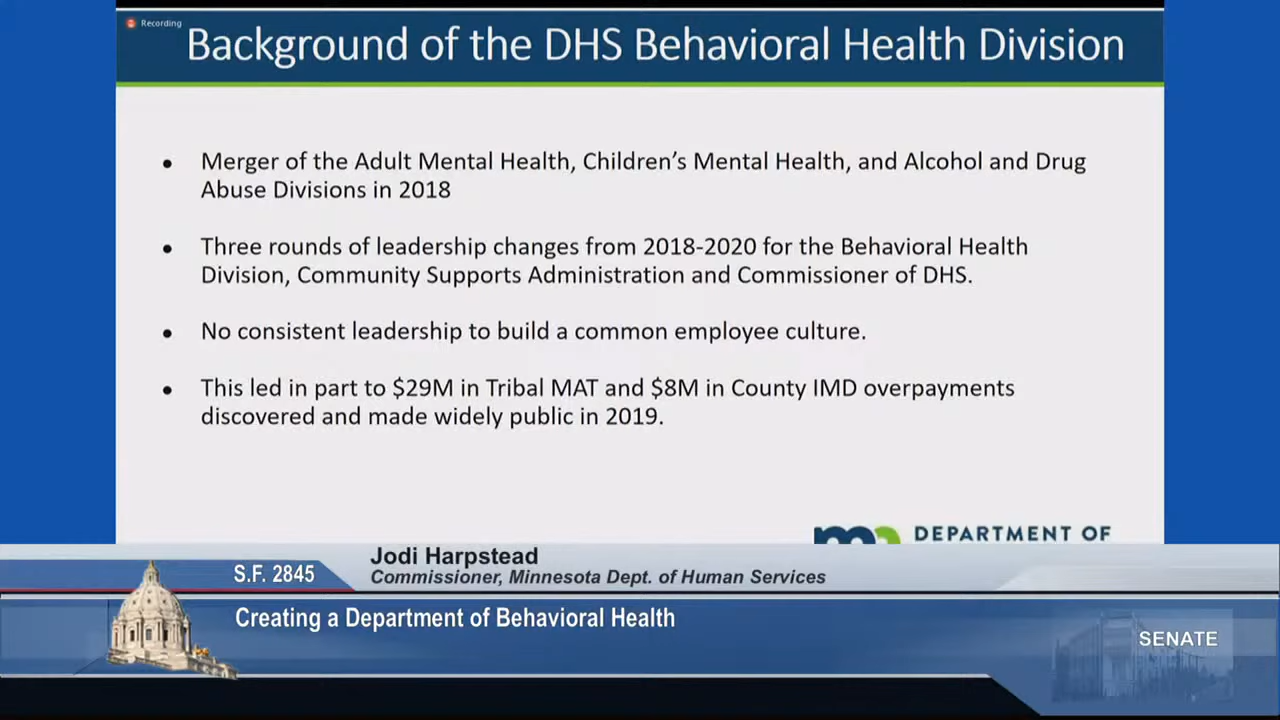 Recording
Background of the DHS Behavioral Health Division
• Merger of the Adult Mental Health, Children's Mental Health, and Alcohol and Drug
Abuse Divisions in 2018
• Three rounds of leadership changes from 2018-2020 for the Behavioral Health
Division, Community Supports Administration and Commissioner of DHS.
• No consistent leadership to build a common employee culture.
• This led in part to $29M in Tribal MAT and $8M in County IMD overpayments
discovered and made widely public in 2019.
DEPARTMENT OF
Jodi Harpstead
Commissioner, Minnesota Dept. of Human Services
S.F. 2845
Creating a Department of Behavioral Health
SENATE